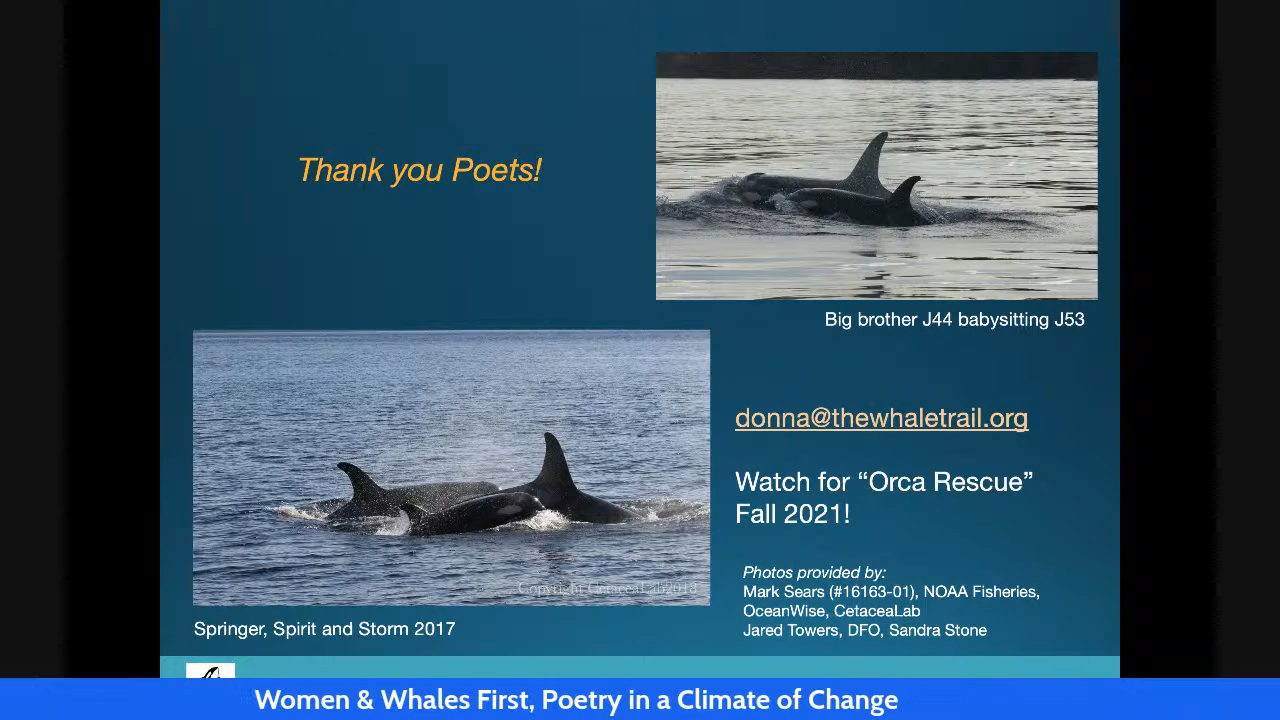 Thank you Poets!
Big brother J44 babysitting J53
donna@thewhaletrail.org
Watch for “Orca Rescue”
Fall 2021!
Copyright CetaceaLab2018
Springer, Spirit and Storm 2017
Photos provided by:
Mark Sears (#16163-01), NOAA Fisheries,
OceanWise, CetaceaLab
Jared Towers, DFO, Sandra Stone
Women & Whales First, Poetry in a Climate of Change